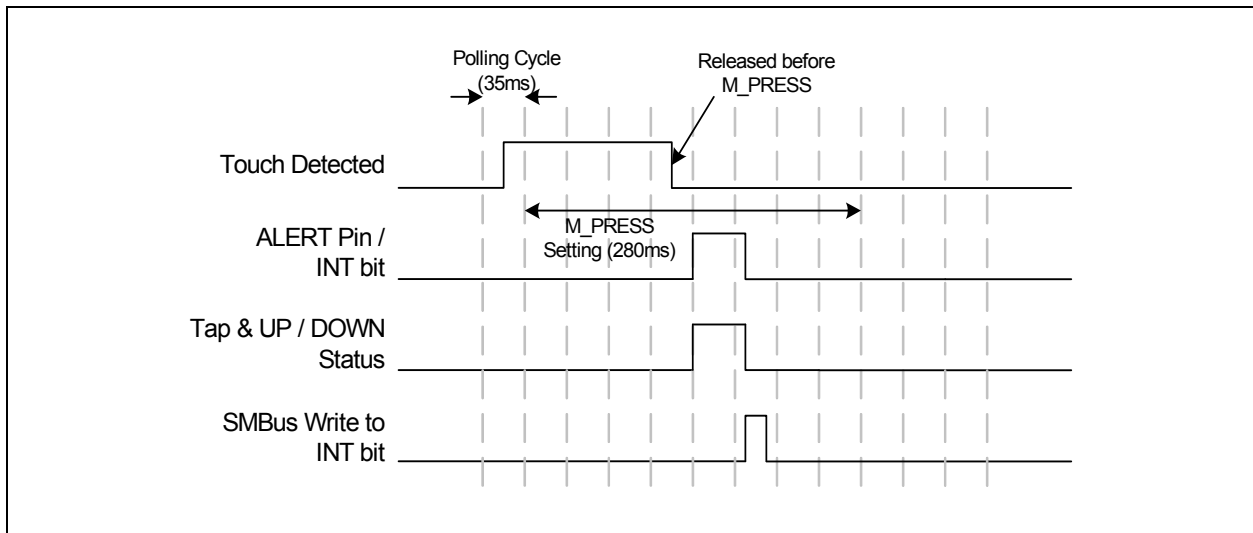 Polling Cycle
(35ms)
Released before
M_PRESS
Touch Detected
M_PRESS
Setting (280ms)
ALERT Pin /
INT bit
Tap & UP / DOWN
Status
SMBus Write to
INT bit